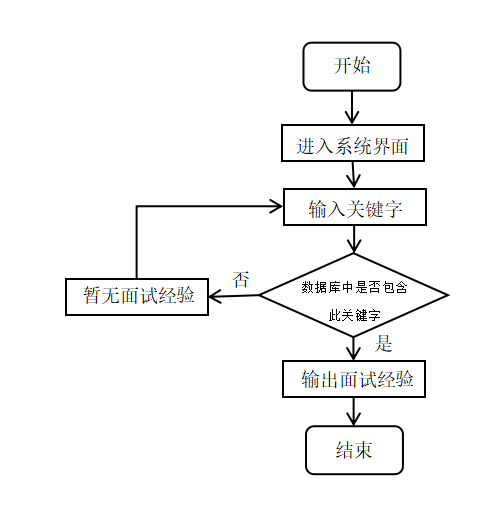 开始
进入系统界面
输入关键字
数据库中是否包含
此关键字
否
暂无面试经验
是
输出面试经验
结束